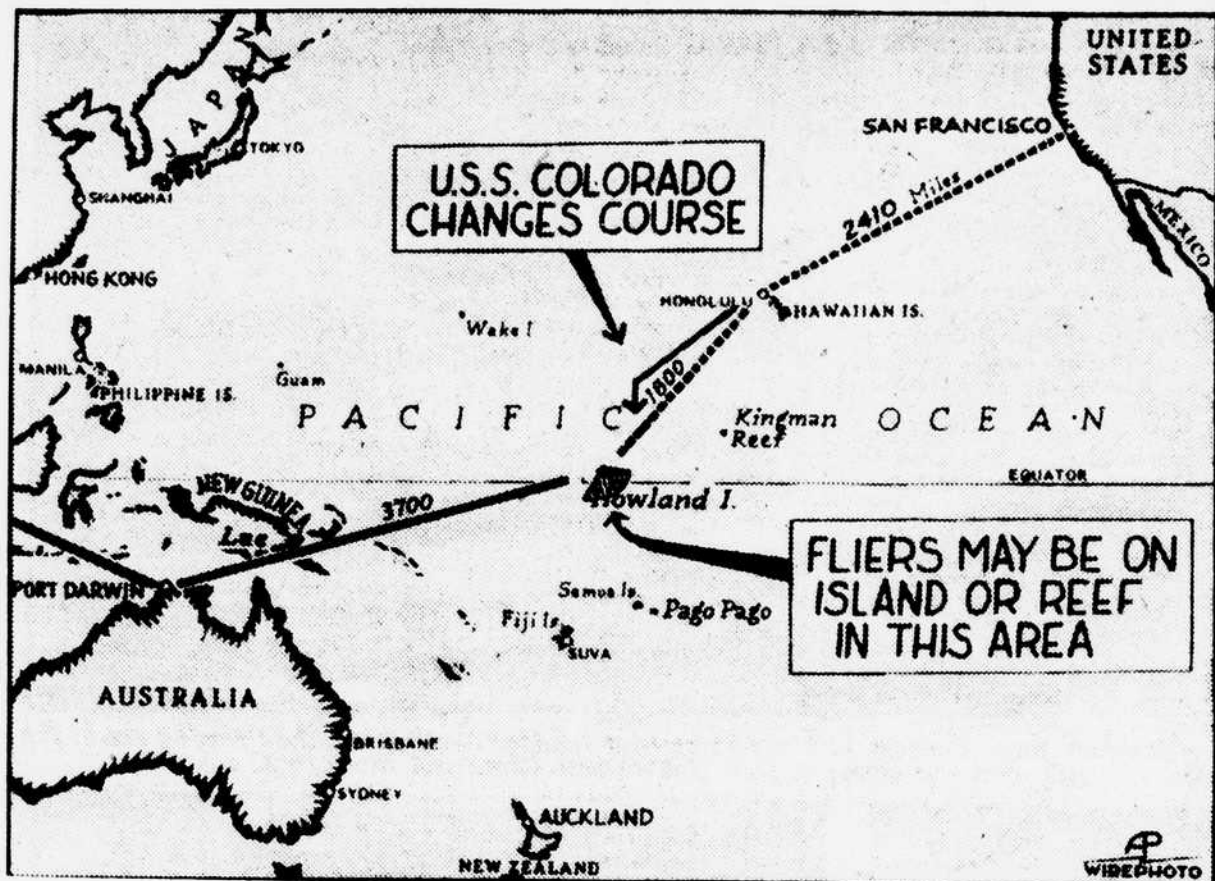 UNITED
STATES
JAPAN
TOKYO
SAN FRANCISCO
U.S.S. COLORADO
CHANGES COURSE
2410 Miles
MEXICO
SHANGHAI
HONG KONG
HONOLULU
HAWAIIAN IS.
Wake I
MANILA
PHILIPPINE IS.
Guam
1800
PACIFIC OCEAN
Kingman
Reef
EQUATOR
NEW GUINEA
3700
Howland I.
Lae
PORT DARWIN
FLIERS MAY BE ON
ISLAND OR REEF
IN THIS AREA
Samoa Is.
Pago Pago
Fiji Is.
SUVA
AUSTRALIA
BRISBANE
SYDNEY
AUCKLAND
NEW ZEALAND
AP
WIREPHOTO